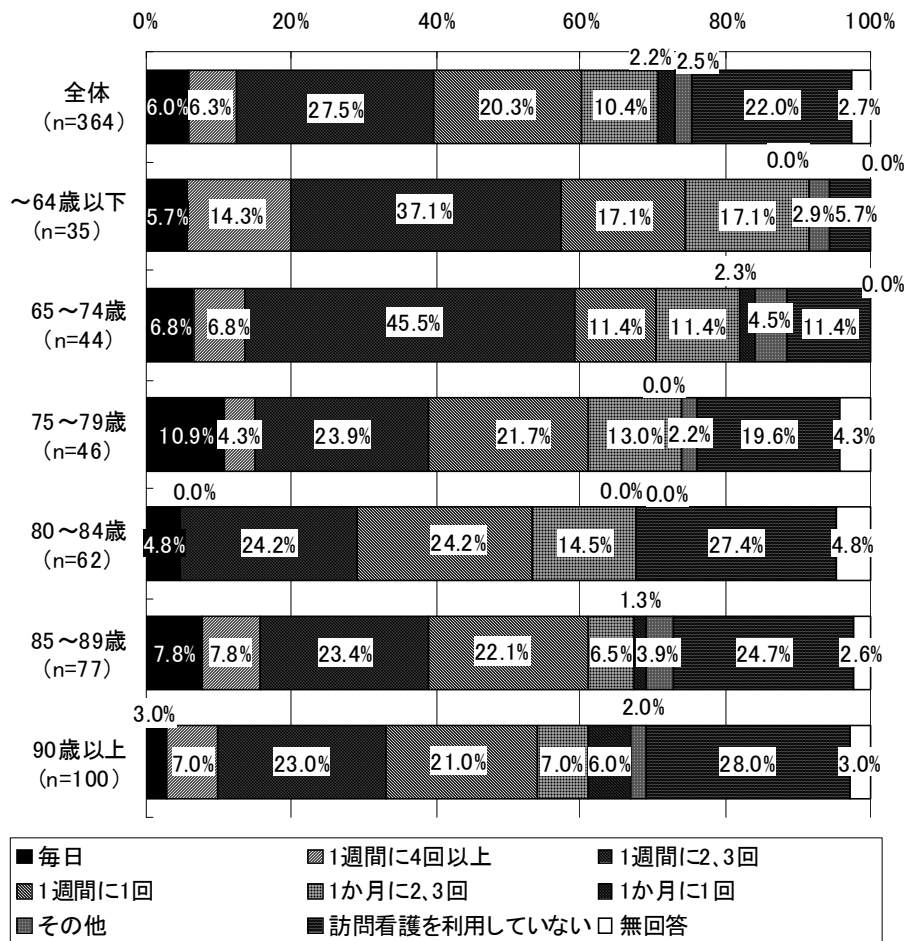 0% 20% 40% 60% 80% 100%
2.2% 2.5%
全体
(n=364)
6.0% 6.3% 27.5% 20.3% 10.4% 22.0% 2.7%
0.0% 0.0%
～64歳以下
(n=35)
5.7% 14.3% 37.1% 17.1% 17.1% 2.9% 5.7%
2.3% 0.0%
65～74歳
(n=44)
6.8% 6.8% 45.5% 11.4% 11.4% 4.5% 11.4%
0.0%
75～79歳
(n=46)
10.9% 4.3% 23.9% 21.7% 13.0% 2.2% 19.6% 4.3%
0.0% 0.0% 0.0%
80～84歳
(n=62)
4.8% 24.2% 24.2% 14.5% 27.4% 4.8%
1.3%
85～89歳
(n=77)
7.8% 7.8% 23.4% 22.1% 6.5% 3.9% 24.7% 2.6%
3.0% 2.0%
90歳以上
(n=100)
7.0% 23.0% 21.0% 7.0% 6.0% 28.0% 3.0%
毎日 1週間に4回以上 1週間に2､3回
1週間に1回 1か月に2､3回 1か月に1回
その他 訪問看護を利用していない 無回答